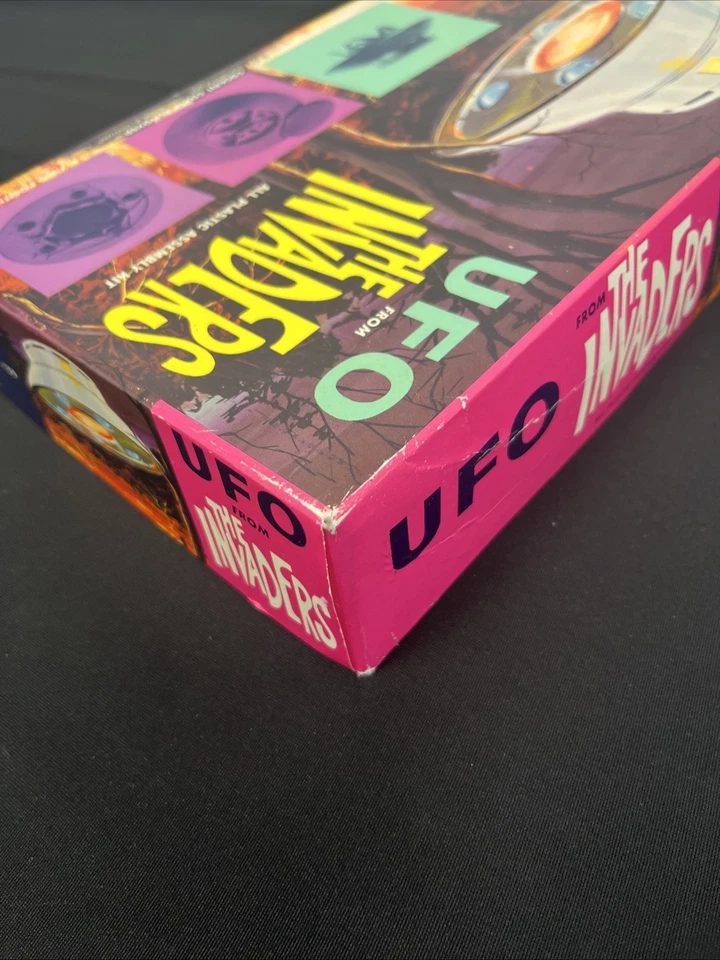 UFO
FROM
THE
INVADERS
ALL PLASTIC ASSEMBLY KIT
UFO
FROM
THE
INVADERS
UFO
FROM
THE
INVADERS